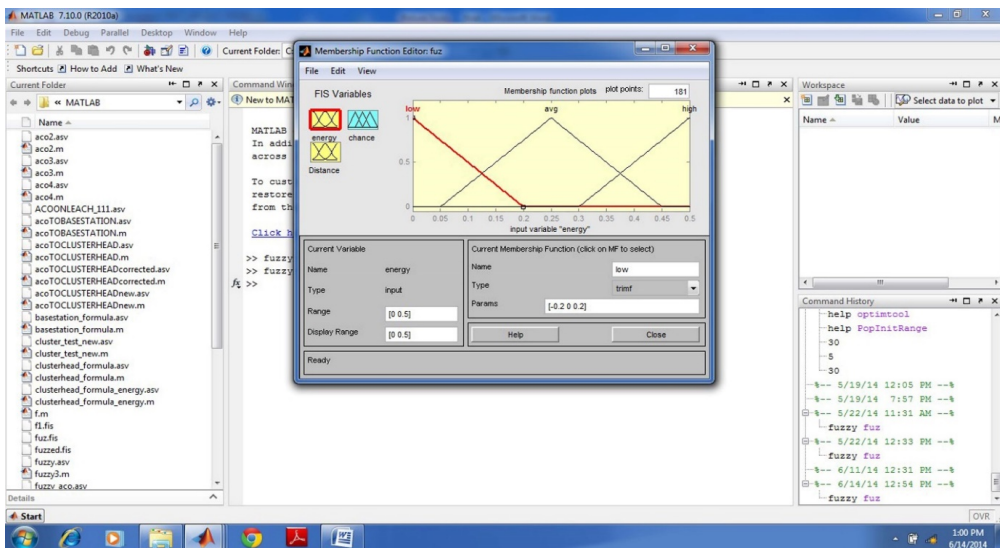 MATLAB 7.10.0 (R2010a)
File Edit Debug Parallel Desktop Window Help
Current Folder: C
Shortcuts How to Add What's New
Current Folder
« MATLAB
Name
aco2.asv
aco2.m
aco3.asv
aco3.m
aco4.asv
aco4.m
ACOONLEACH_111.asv
acoTOBASESTATION.asv
acoTOBASESTATION.m
acoTOCLUSTERHEAD.asv
acoTOCLUSTERHEAD.m
acoTOCLUSTERHEADcorrected.asv
acoTOCLUSTERHEADcorrected.m
acoTOCLUSTERHEADnew.asv
acoTOCLUSTERHEADnew.m
basestation_formula.asv
basestation_formula.m
cluster_test_new.asv
cluster_test_new.m
clusterhead_formula.asv
clusterhead_formula.m
clusterhead_formula_energy.asv
clusterhead_formula_energy.m
f.m
f1.fis
fuz.fis
fuzzed.fis
fuzzy.asv
fuzzy3.m
fuzzy_aco.asv
Details
Start
Command Win
New to MAT
MATLAB
In addi
across
To cust
restore
from th
Click h
>> fuzzy
>> fuzzy
fx >>
Membership Function Editor: fuz
File Edit View
FIS Variables
energy chance
Distance
Membership function plots plot points: 181
low avg high
1
0.5
0
0 0.05 0.1 0.15 0.2 0.25 0.3 0.35 0.4 0.45 0.5
input variable "energy"
Current Variable
Name energy
Type input
Range [0 0.5]
Display Range [0 0.5]
Current Membership Function (click on MF to select)
Name low
Type trimf
Params [-0.2 0 0.2]
Help Close
Ready
Workspace
Select data to plot
Name Value M
Command History
help optimtool
help PopInitRange
30
5
30
%-- 5/19/14 12:05 PM --%
%-- 5/19/14 7:57 PM --%
%-- 5/22/14 11:31 AM --%
fuzzy fuz
%-- 5/22/14 12:33 PM --%
fuzzy fuz
%-- 6/11/14 12:31 PM --%
%-- 6/14/14 12:54 PM --%
fuzzy fuz
OVR
1:00 PM
6/14/2014